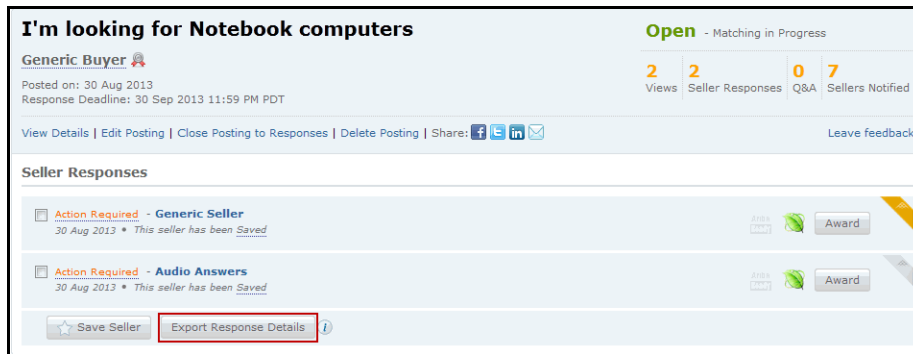 I'm looking for Notebook computers
Open - Matching in Progress
Generic Buyer
Posted on: 30 Aug 2013
Response Deadline: 30 Sep 2013 11:59 PM PDT
2 2 0 7
Views Seller Responses Q&A Sellers Notified
View Details | Edit Posting | Close Posting to Responses | Delete Posting | Share:
Leave feedback
Seller Responses
Action Required - Generic Seller
30 Aug 2013 • This seller has been Saved
Award
Action Required - Audio Answers
30 Aug 2013 • This seller has been Saved
Award
Save Seller
Export Response Details